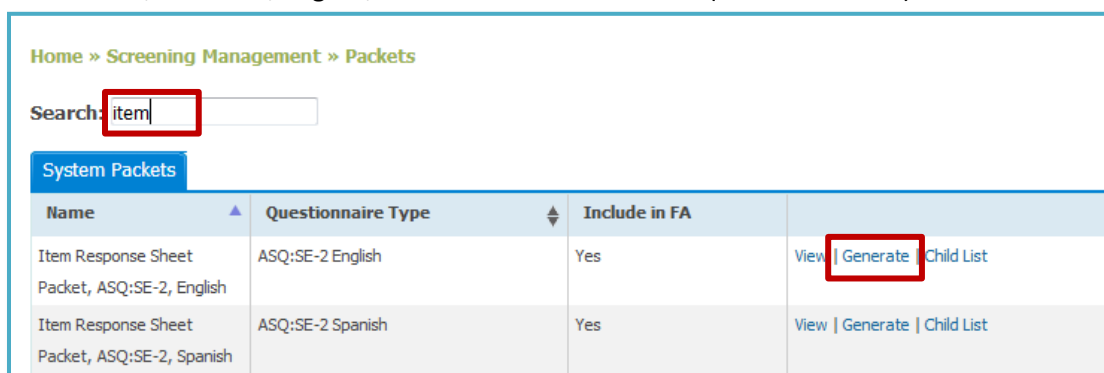 Home » Screening Management » Packets
Search: item
System Packets
Name Questionnaire Type Include in FA
Item Response Sheet Packet, ASQ:SE-2, English ASQ:SE-2 English Yes View | Generate | Child List
Item Response Sheet Packet, ASQ:SE-2, Spanish ASQ:SE-2 Spanish Yes View | Generate | Child List